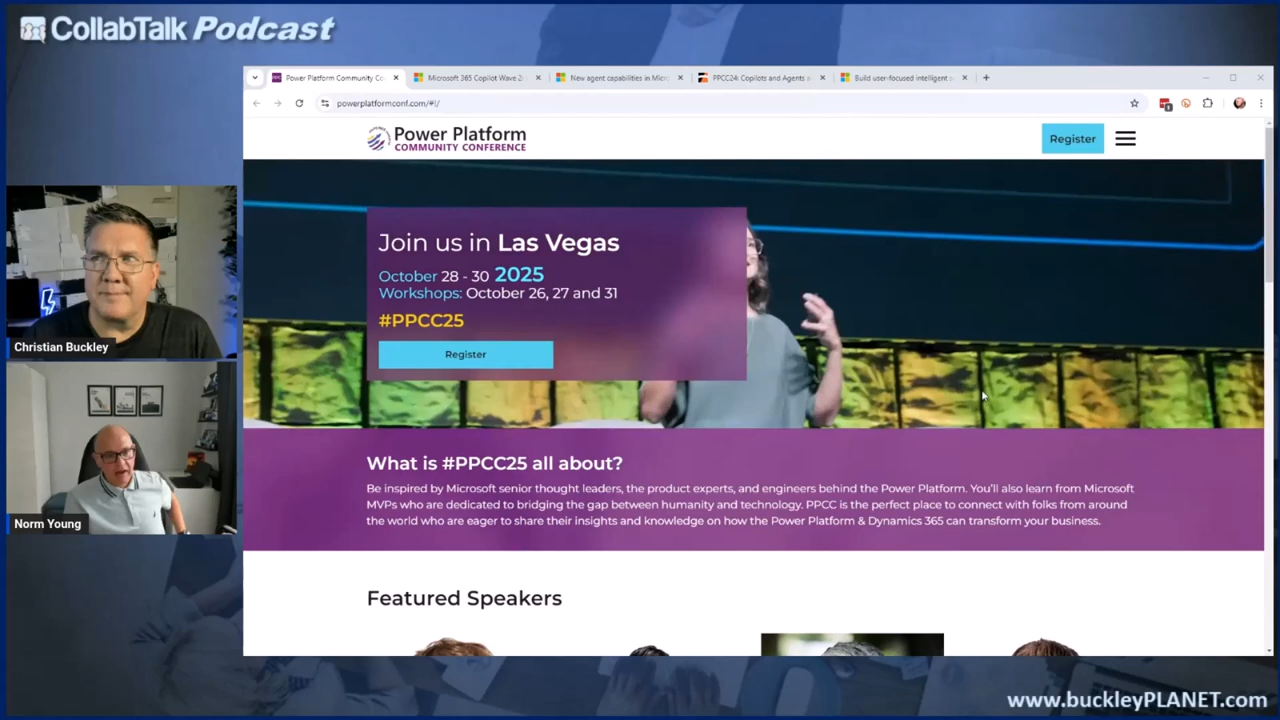 CollabTalk Podcast
Power Platform Community Co
Microsoft 365 Copilot Wave 2:
New agent capabilities in Micro
PPCC24: Copilots and Agents a
Build user-focused intelligent
powerplatformconf.com/#!/
Power Platform
COMMUNITY CONFERENCE
Register
Join us in Las Vegas
October 28 - 30 2025
Workshops: October 26, 27 and 31
#PPCC25
Register
Christian Buckley
Norm Young
What is #PPCC25 all about?
Be inspired by Microsoft senior thought leaders, the product experts, and engineers behind the Power Platform. You'll also learn from Microsoft
MVPs who are dedicated to bridging the gap between humanity and technology. PPCC is the perfect place to connect with folks from around
the world who are eager to share their insights and knowledge on how the Power Platform & Dynamics 365 can transform your business.
Featured Speakers
www.buckleyPLANET.com